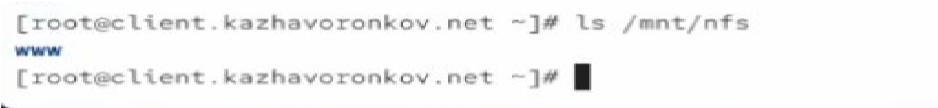 [root@client.kazhavoronkov.net ~]# ls /mnt/nfs
www
[root@client.kazhavoronkov.net ~]#